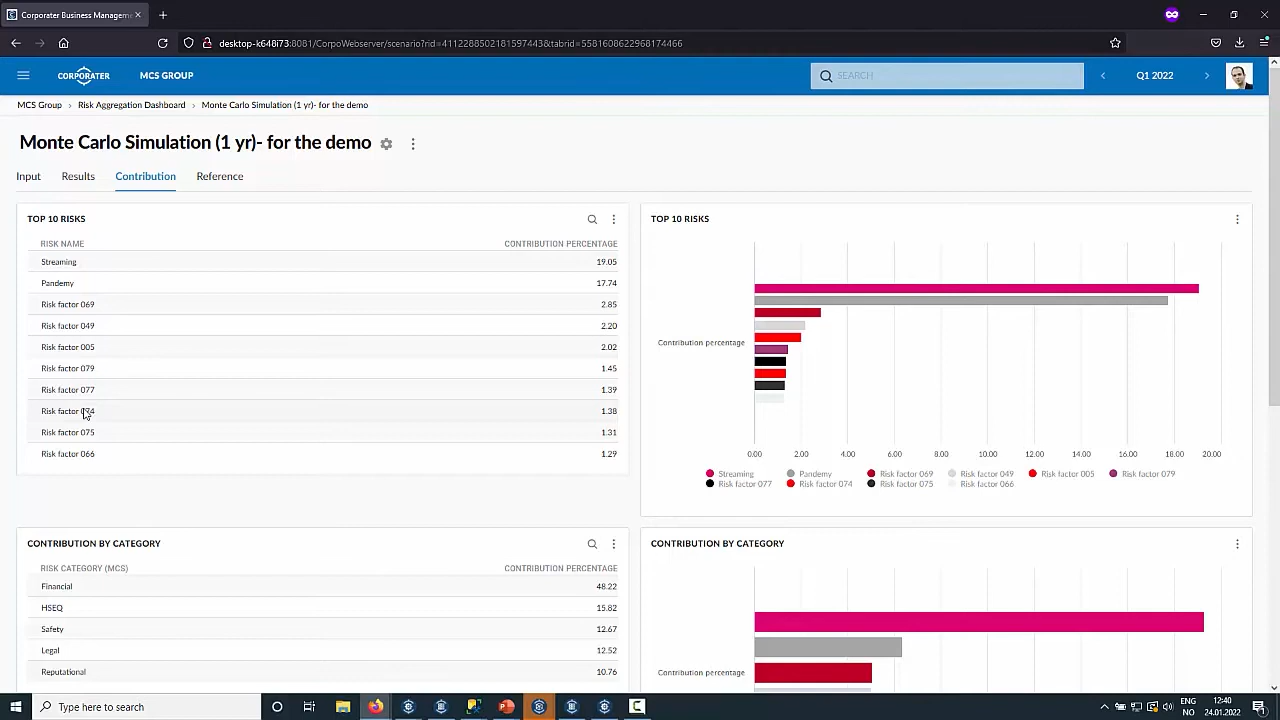 Corporater Business Managem
desktop-k648i73:8081/CorpoWebserver/scenario?rid=4112288502181597443&tabrid=5581608622968174466
CORPORATER MCS GROUP SEARCH Q1 2022
MCS Group > Risk Aggregation Dashboard > Monte Carlo Simulation (1 yr)- for the demo
Monte Carlo Simulation (1 yr)- for the demo
Input Results Contribution Reference
TOP 10 RISKS
RISK NAME CONTRIBUTION PERCENTAGE
Streaming 19.05
Pandemy 17.74
Risk factor 069 2.85
Risk factor 049 2.20
Risk factor 005 2.02
Risk factor 079 1.45
Risk factor 077 1.39
Risk factor 074 1.38
Risk factor 075 1.31
Risk factor 066 1.29
TOP 10 RISKS
Contribution percentage
0.00 2.00 4.00 6.00 8.00 10.00 12.00 14.00 16.00 18.00 20.00
Streaming Pandemy Risk factor 069 Risk factor 049 Risk factor 005 Risk factor 079
Risk factor 077 Risk factor 074 Risk factor 075 Risk factor 066
CONTRIBUTION BY CATEGORY
RISK CATEGORY (MCS) CONTRIBUTION PERCENTAGE
Financial 48.22
HSEQ 15.82
Safety 12.67
Legal 12.52
Reputational 10.76
CONTRIBUTION BY CATEGORY
Contribution percentage
Type here to search
ENG 12:40
NO 24.01.2022